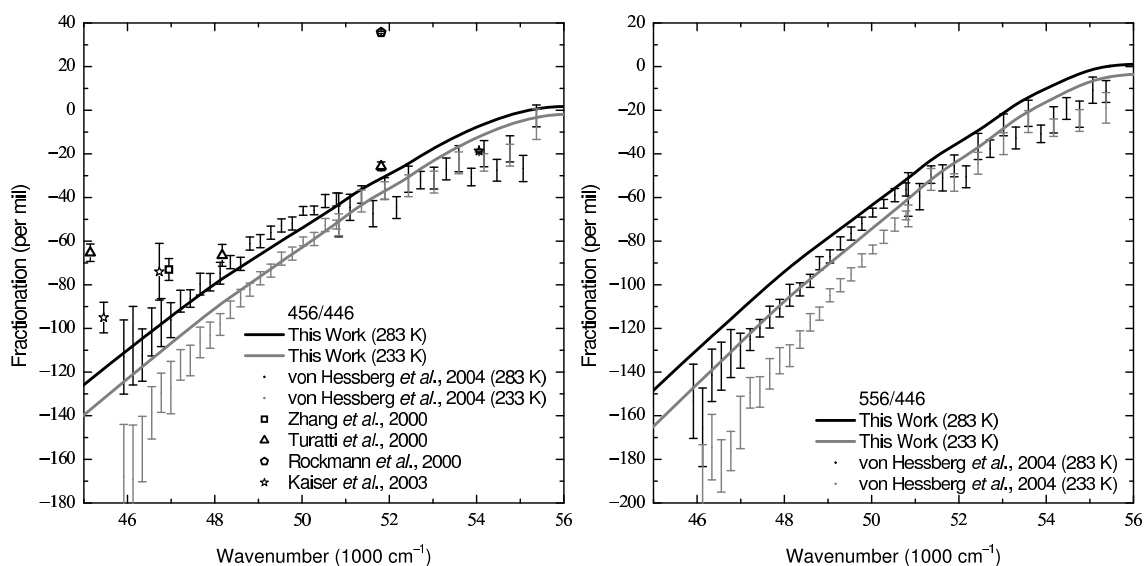 Fractionation (per mil)
40
20
0
−20
−40
−60
−80
−100
−120
−140
−160
−180
456/446
This Work (283 K)
This Work (233 K)
von Hessberg et al., 2004 (283 K)
von Hessberg et al., 2004 (233 K)
Zhang et al., 2000
Turatti et al., 2000
Rockmann et al., 2000
Kaiser et al., 2003
46 48 50 52 54 56
Wavenumber (1000 cm⁻¹)
Fractionation (per mil)
20
0
−20
−40
−60
−80
−100
−120
−140
−160
−180
−200
556/446
This Work (283 K)
This Work (233 K)
von Hessberg et al., 2004 (283 K)
von Hessberg et al., 2004 (233 K)
46 48 50 52 54 56
Wavenumber (1000 cm⁻¹)